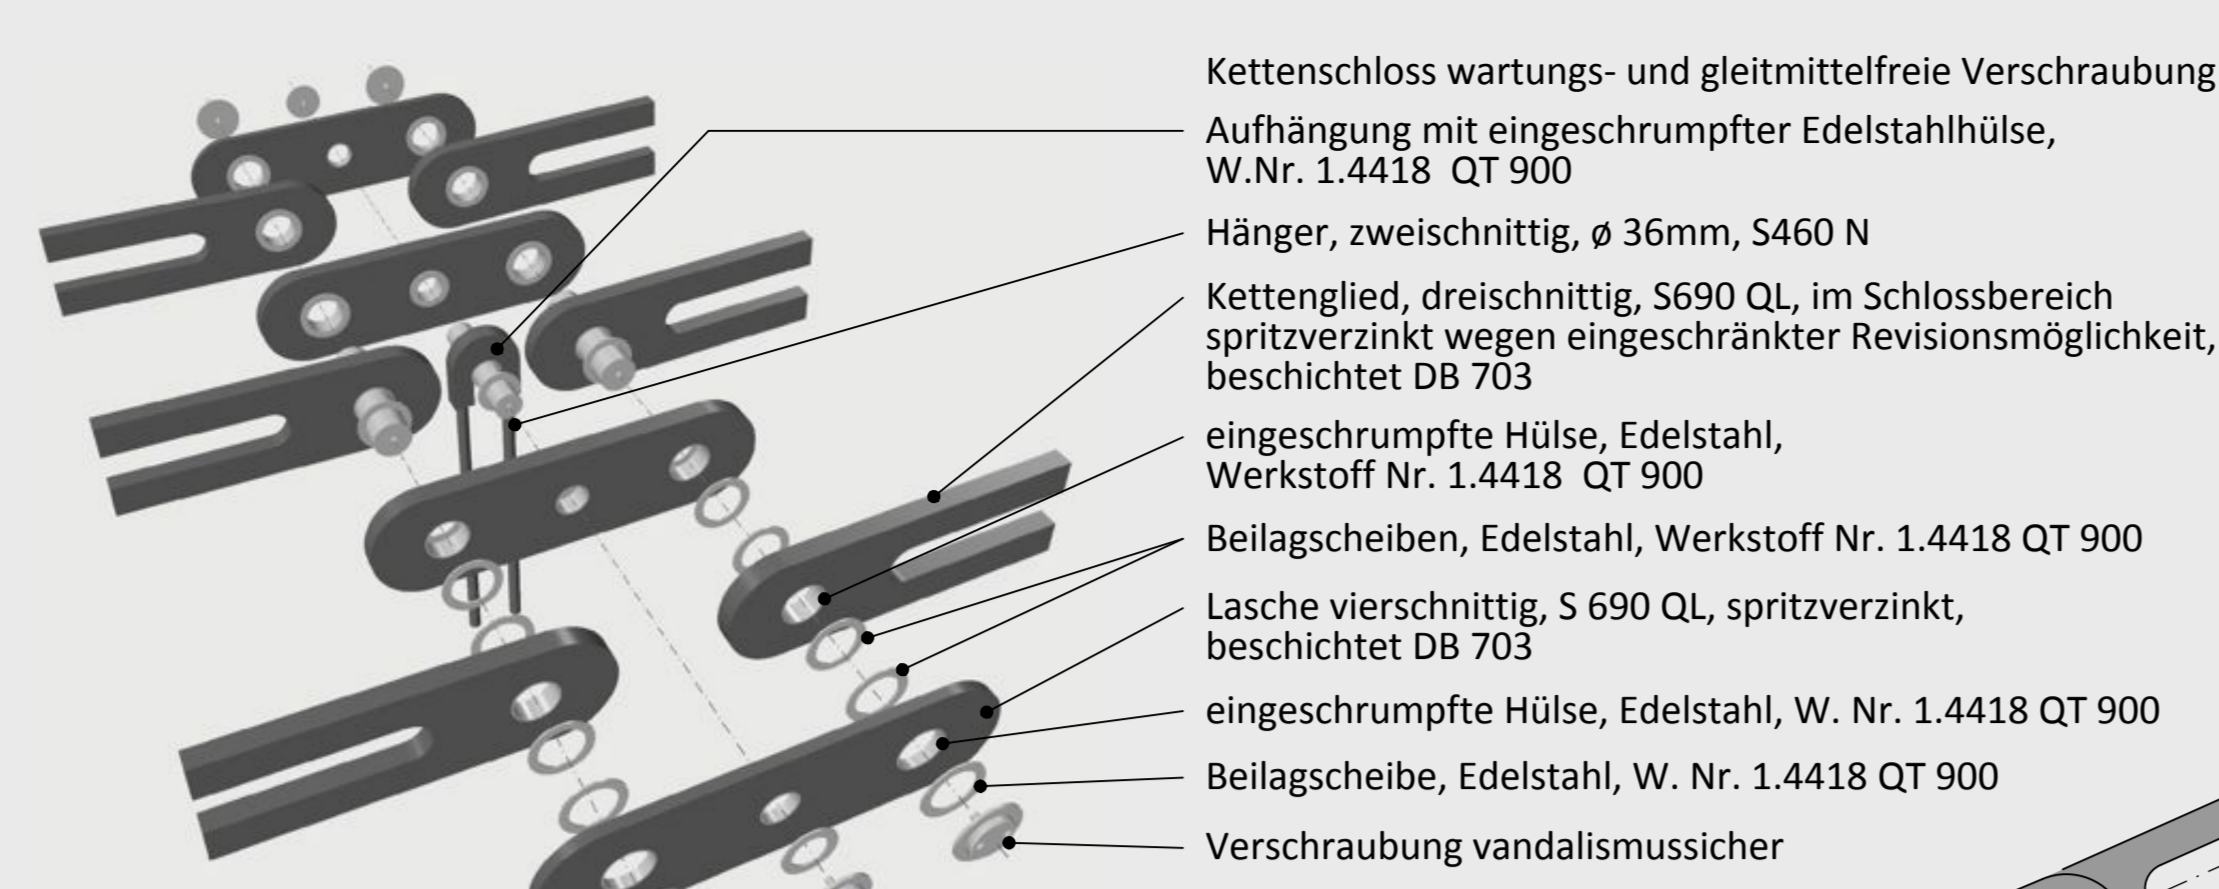 Kettenschloss wartungs- und gleitmittelfreie Verschraubung
Aufhängung mit eingeschrumpfter Edelstahlhülse,
W.Nr. 1.4418  QT 900
Hänger, zweischnittig, ø 36mm, S460 N
Kettenglied, dreischnittig, S690 QL, im Schlossbereich
spritzverzinkt wegen eingeschränkter Revisionsmöglichkeit,
beschichtet DB 703
eingeschrumpfte Hülse, Edelstahl,
Werkstoff Nr. 1.4418  QT 900
Beilagscheiben, Edelstahl, Werkstoff Nr. 1.4418 QT 900
Lasche vierschnittig, S 690 QL, spritzverzinkt,
beschichtet DB 703
eingeschrumpfte Hülse, Edelstahl, W. Nr. 1.4418 QT 900
Beilagscheibe, Edelstahl, W. Nr. 1.4418 QT 900
Verschraubung vandalismussicher